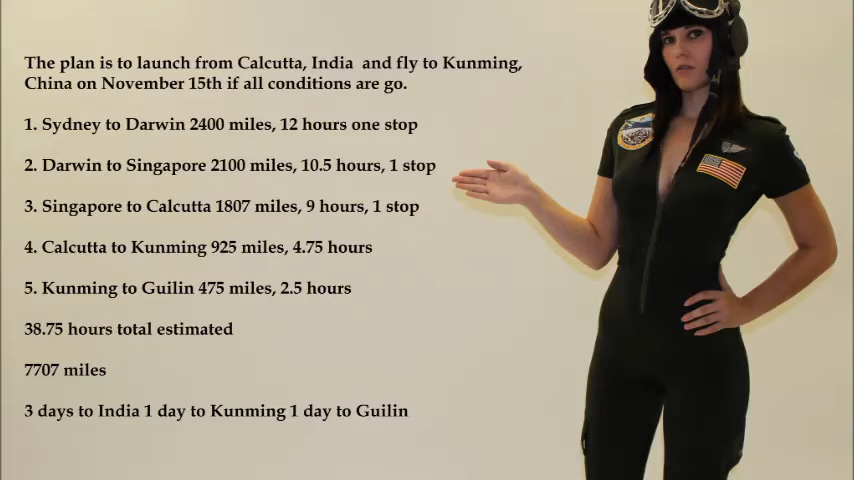 The plan is to launch from Calcutta, India  and fly to Kunming,
China on November 15th if all conditions are go.
1. Sydney to Darwin 2400 miles, 12 hours one stop
2. Darwin to Singapore 2100 miles, 10.5 hours, 1 stop
3. Singapore to Calcutta 1807 miles, 9 hours, 1 stop
4. Calcutta to Kunming 925 miles, 4.75 hours
5. Kunming to Guilin 475 miles, 2.5 hours
38.75 hours total estimated
7707 miles
3 days to India 1 day to Kunming 1 day to Guilin